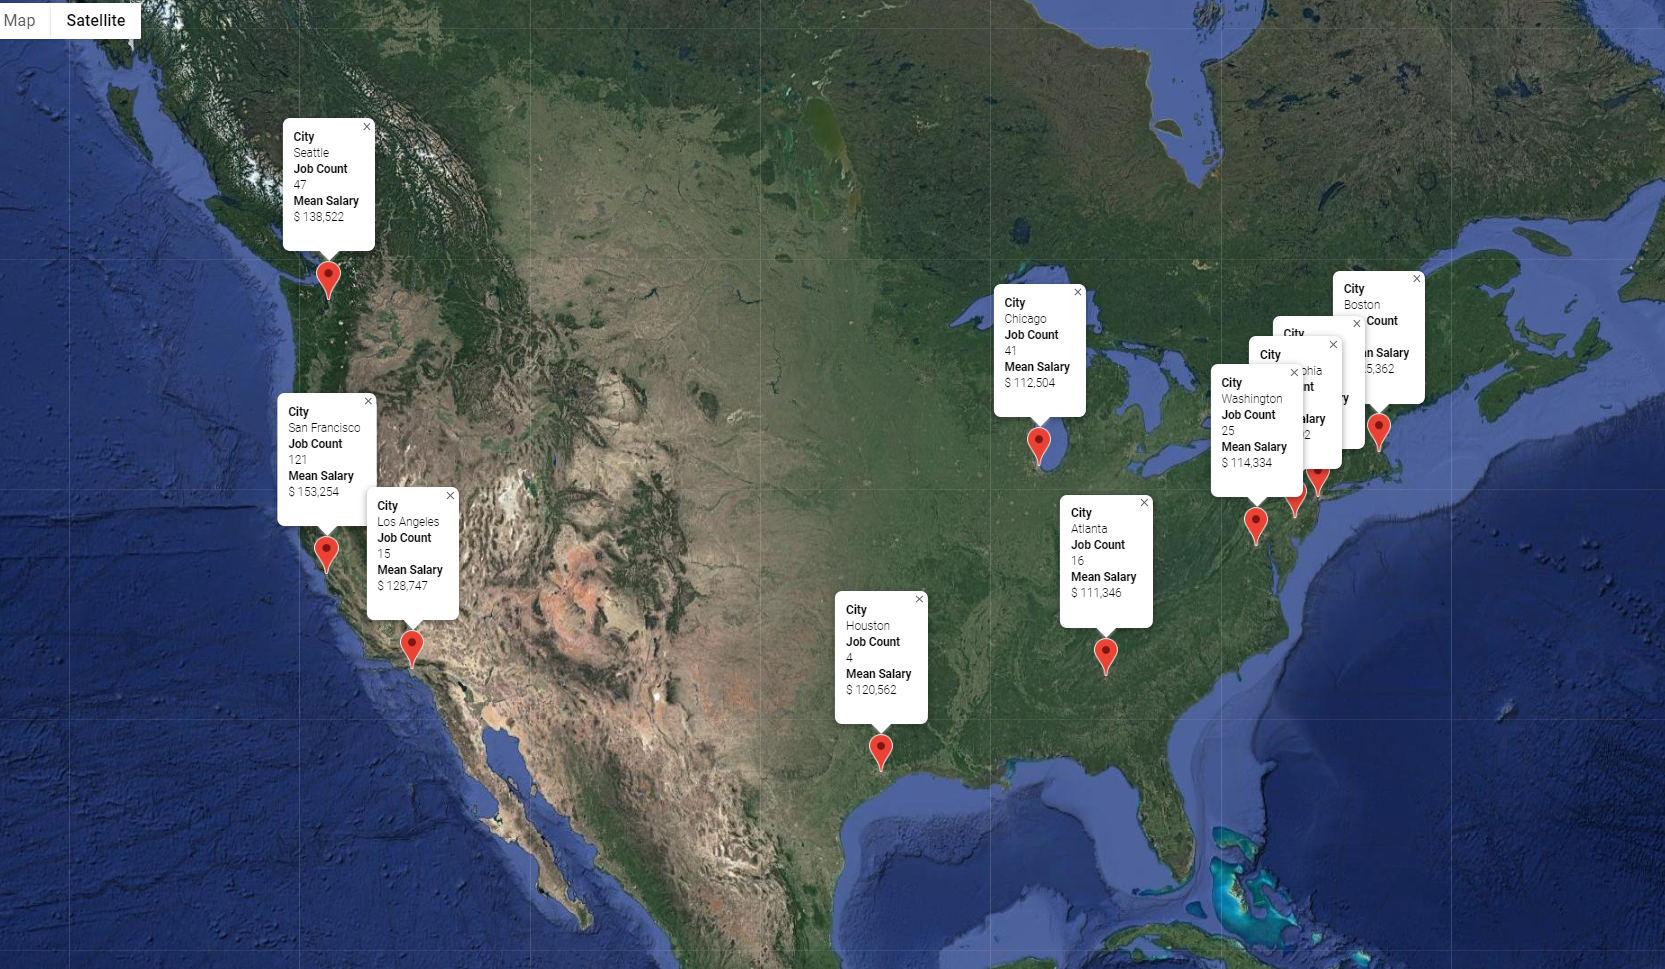 Map
Satellite
City
Seattle
Job Count
47
Mean Salary
$ 138,522
City
San Francisco
Job Count
121
Mean Salary
$ 153,254
City
Los Angeles
Job Count
15
Mean Salary
$ 128,747
City
Houston
Job Count
4
Mean Salary
$ 120,562
City
Chicago
Job Count
41
Mean Salary
$ 112,504
City
Atlanta
Job Count
16
Mean Salary
$ 111,346
City
Washington
Job Count
25
Mean Salary
$ 114,334
City
City
City
Boston
Count
Salary